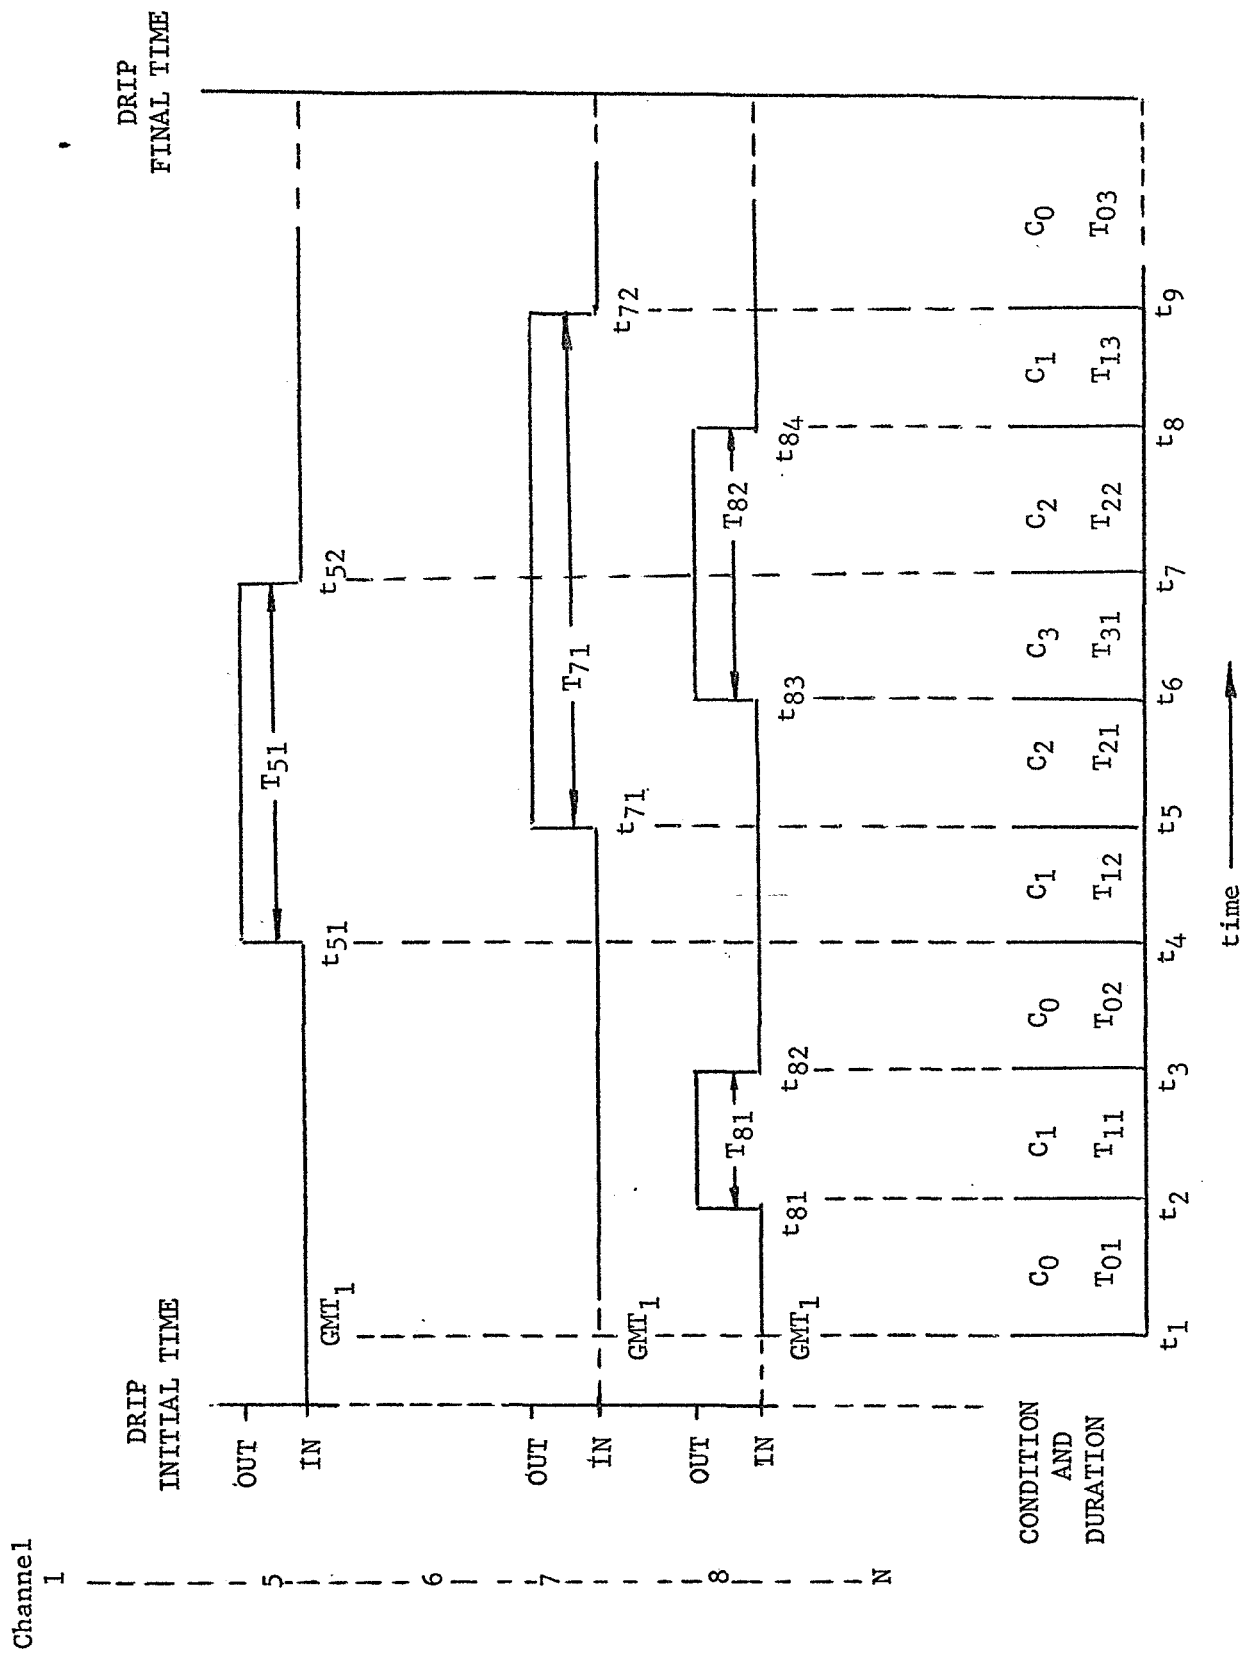 DRIP
INITIAL TIME
DRIP
FINAL TIME
Channel
1
5
6
7
8
N
OUT
IN
GMT1
t51
T51
t52
OUT
IN
GMT1
t71
T71
t72
OUT
IN
GMT1
t81
T81
t82
t83
T82
t84
CONDITION
AND
DURATION
C0 C1 C0 C1 C2 C3 C2 C1 C0
T01 T11 T02 T12 T21 T31 T22 T13 T03
t1 t2 t3 t4 t5 t6 t7 t8 t9
time